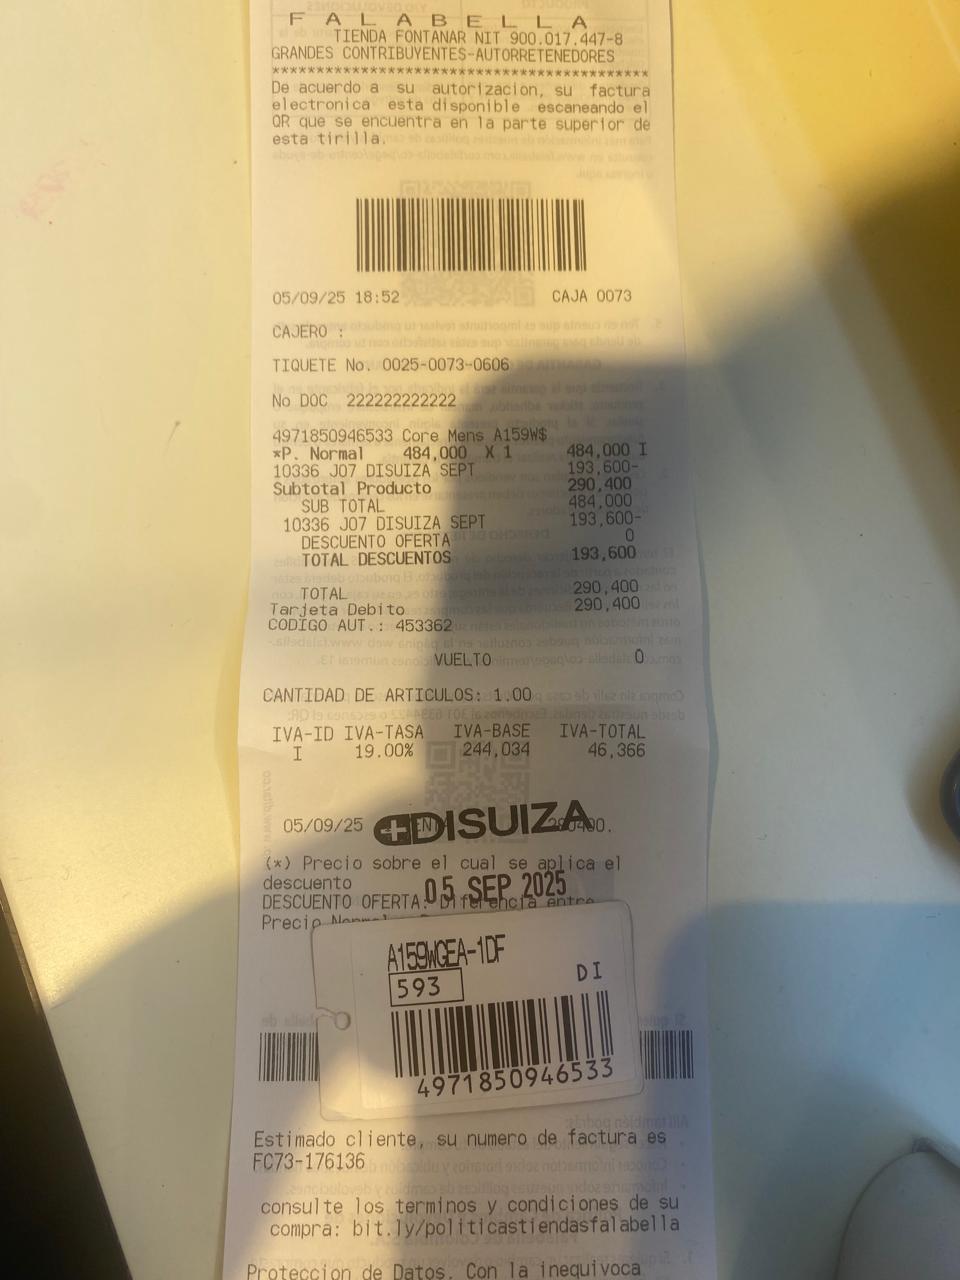 FALABELLA
TIENDA FONTANAR NIT 900.017.447-8
GRANDES CONTRIBUYENTES-AUTORRETENEDORES
****************************************
De acuerdo a su autorizacion, su factura
electronica esta disponible escaneando el
QR que se encuentra en la parte superior de
esta tirilla.
05/09/25 18:52 CAJA 0073
CAJERO :
TIQUETE No. 0025-0073-0606
No DOC 222222222222
4971850946533 Core Mens A159W$
*P. Normal 484,000 X 1 484,000 I
10336 J07 DISUIZA SEPT 193,600-
Subtotal Producto 290,400
SUB TOTAL 484,000
10336 J07 DISUIZA SEPT 193,600-
DESCUENTO OFERTA 0
TOTAL DESCUENTOS 193,600
TOTAL 290,400
Tarjeta Debito 290,400
CODIGO AUT.: 453362
VUELTO 0
CANTIDAD DE ARTICULOS: 1.00
IVA-ID IVA-TASA IVA-BASE IVA-TOTAL
I 19.00% 244,034 46,366
05/09/25
DISUIZA
(*) Precio sobre el cual se aplica el
descuento
05 SEP 2025
DESCUENTO OFERTA: Diferencia entre
Precio
A159WGEA-1DF
593 DI
4971850946533
Estimado cliente, su numero de factura es
FC73-176136
consulte los terminos y condiciones de su
compra: bit.ly/politicastiendasfalabella
Proteccion de Datos. Con la inequivoca